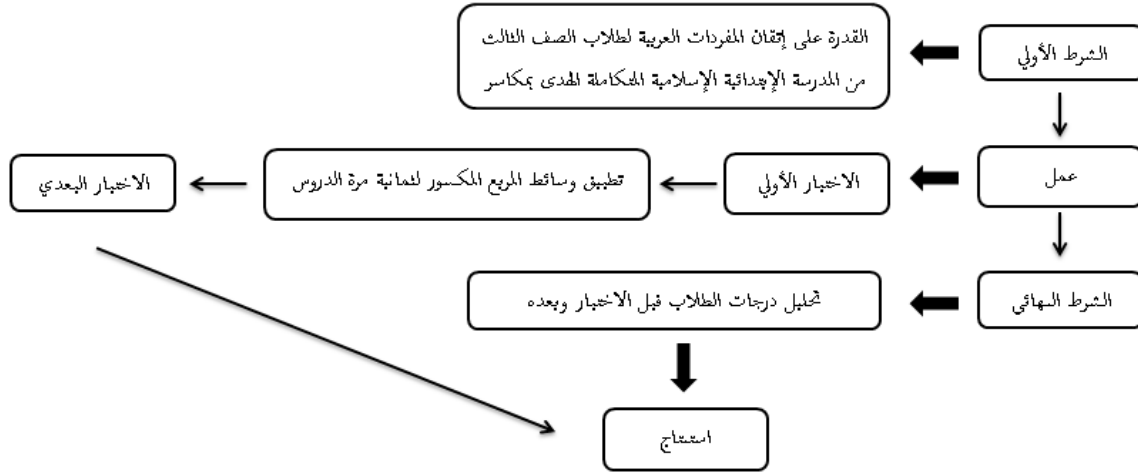 القدرة على إتقان المفردات العربية لطلاب الصف الثالث
من المدرسة الإبتدائية الإسلامية المتكاملة الهدى بمكاسر
الشرط الأولي
عمل
الاختبار الأولي
تطبيق وسائط المربع المكسور لثمانية مرة الدروس
الاختبار البعدي
الشرط النهائي
تحليل درجات الطلاب قبل الاختبار وبعده
استنتاج